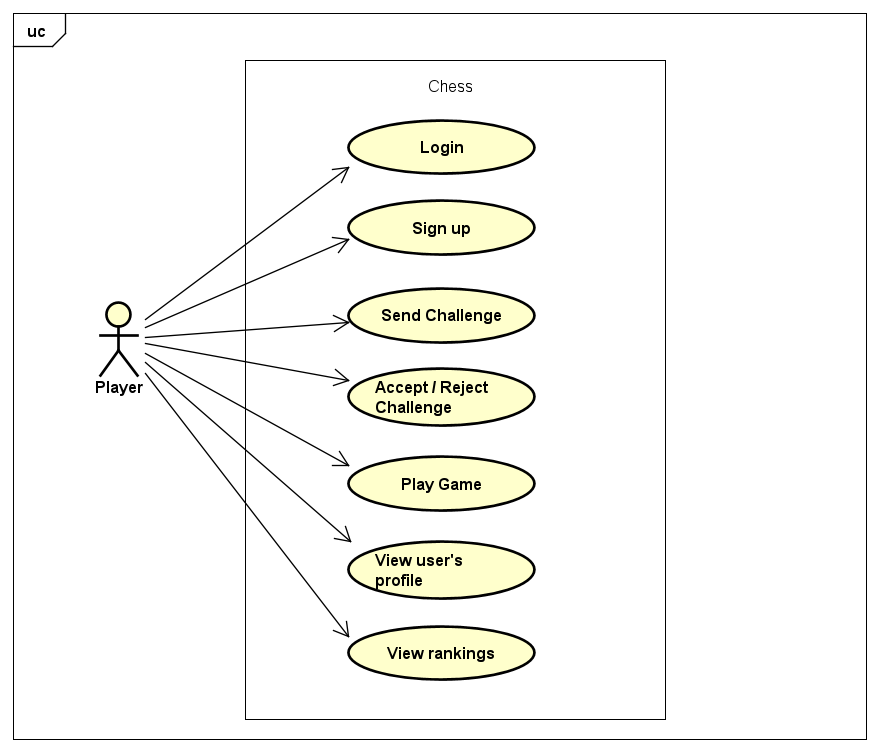 uc
Chess
Login
Sign up
Send Challenge
Accept / Reject
Challenge
Player
Play Game
View user's
profile
View rankings